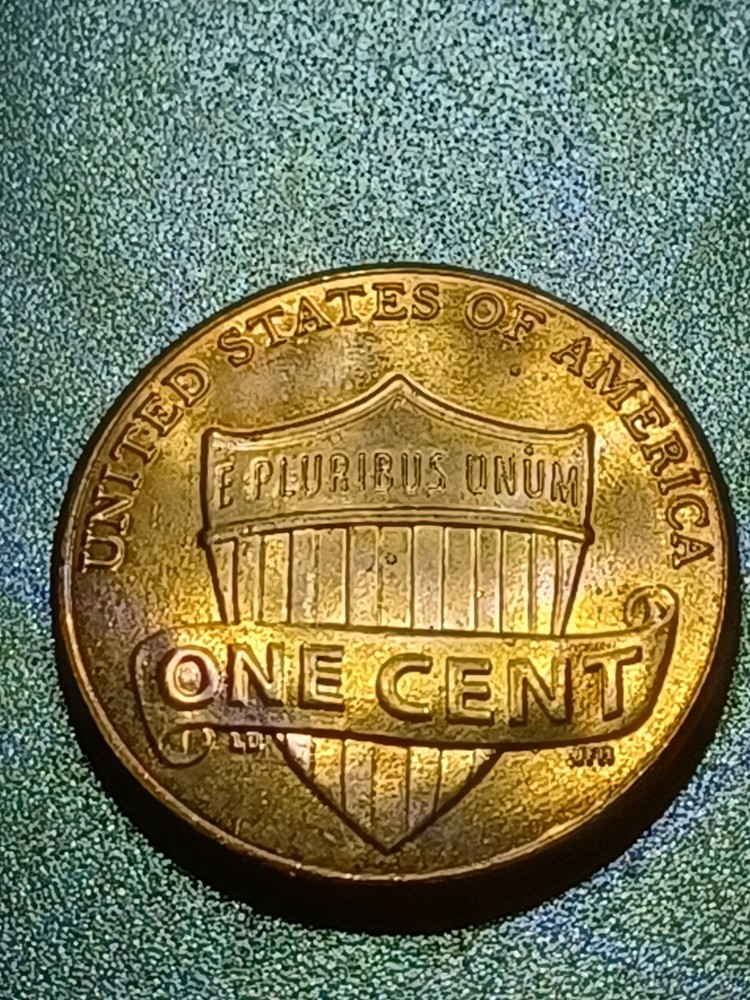 UNITED STATES OF AMERICA
E PLURIBUS UNUM
ONE CENT